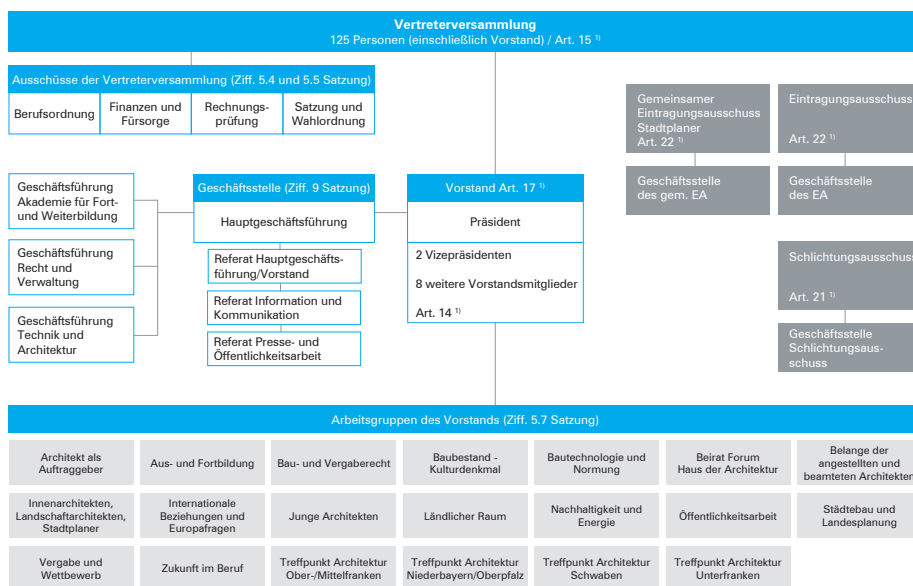 Vertreterversammlung
125 Personen (einschließlich Vorstand) / Art. 15 ¹⁾
Ausschüsse der Vertreterversammlung (Ziff. 5.4 und 5.5 Satzung)
Berufsordnung
Finanzen und
Fürsorge
Rechnungs-
prüfung
Satzung und
Wahlordnung
Gemeinsamer
Eintragungsausschuss
Stadtplaner
Art. 22 ¹⁾
Eintragungsausschuss
Art. 22 ¹⁾
Geschäftsstelle
des gem. EA
Geschäftsstelle
des EA
Geschäftsführung
Akademie für Fort-
und Weiterbildung
Geschäftsführung
Recht und
Verwaltung
Geschäftsführung
Technik und
Architektur
Geschäftsstelle (Ziff. 9 Satzung)
Hauptgeschäftsführung
Referat Hauptgeschäfts-
führung/Vorstand
Referat Information und
Kommunikation
Referat Presse- und
Öffentlichkeitsarbeit
Vorstand Art. 17 ¹⁾
Präsident
2 Vizepräsidenten
8 weitere Vorstandsmitglieder
Art. 14 ¹⁾
Schlichtungsausschuss
Art. 21 ¹⁾
Geschäftsstelle
Schlichtungsaus-
schuss
Arbeitsgruppen des Vorstands (Ziff. 5.7 Satzung)
Architekt als
Auftraggeber
Aus- und Fortbildung
Bau- und Vergaberecht
Baubestand -
Kulturdenkmal
Bautechnologie und
Normung
Beirat Forum
Haus der Architektur
Belange der
angestellten und
beamteten Architekten
Innenarchitekten,
Landschaftarchitekten,
Stadtplaner
Internationale
Beziehungen und
Europafragen
Junge Architekten
Ländlicher Raum
Nachhaltigkeit und
Energie
Öffentlichkeitsarbeit
Städtebau und
Landesplanung
Vergabe und
Wettbewerb
Zukunft im Beruf
Treffpunkt Architektur
Ober-/Mittelfranken
Treffpunkt Architektur
Niederbayern/Oberpfalz
Treffpunkt Architektur
Schwaben
Treffpunkt Architektur
Unterfranken